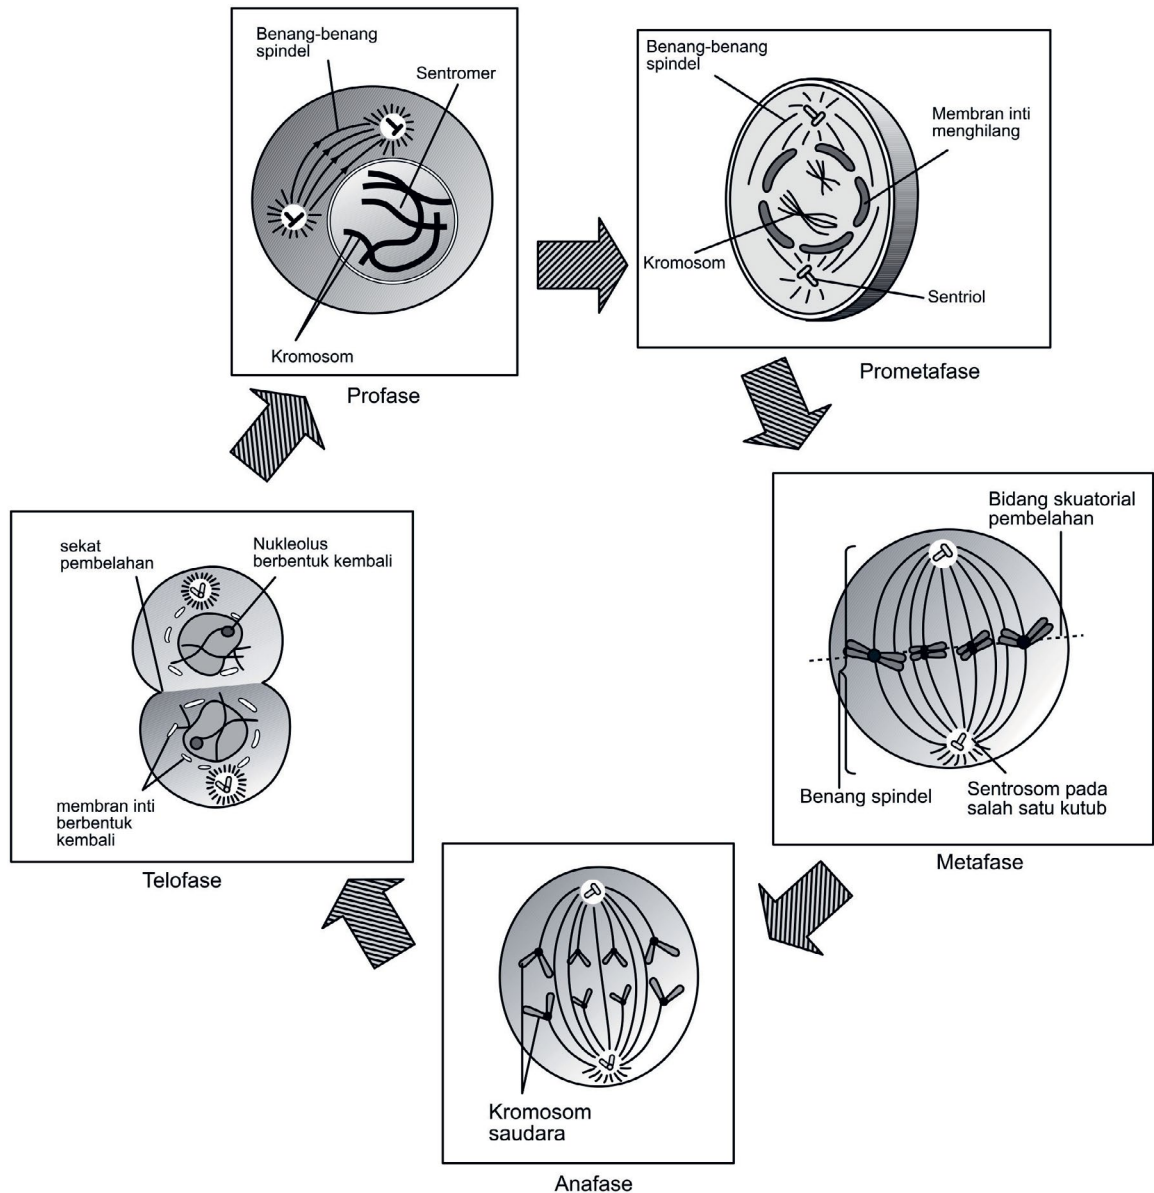 Benang-benang
spindel
Sentromer
Kromosom
Profase
Benang-benang
spindel
Membran inti
menghilang
Kromosom
Sentriol
Prometafase
Bidang skuatorial
pembelahan
Benang spindel
Sentrosom pada
salah satu kutub
Metafase
Kromosom
saudara
Anafase
sekat
pembelahan
Nukleolus
berbentuk kembali
membran inti
berbentuk
kembali
Telofase